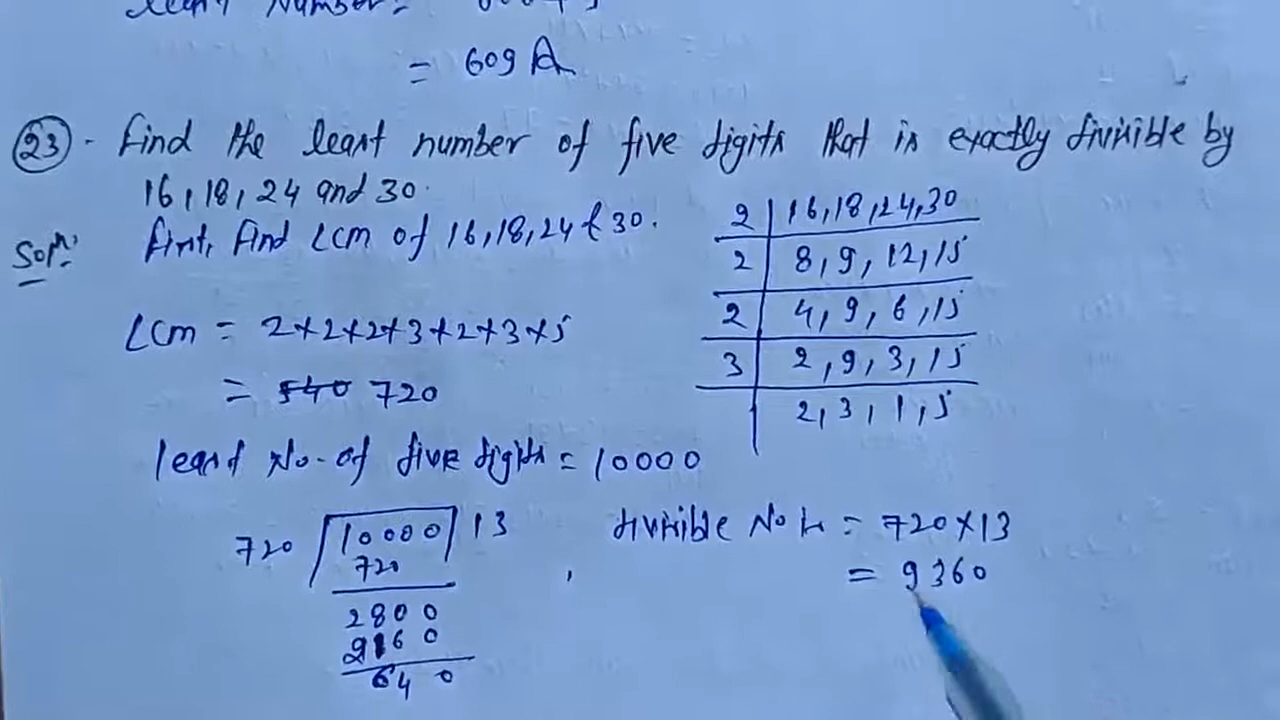 least Number =
= 609 A
(23) - Find the least number of five digits that is exactly divisible by
16, 18, 24 and 30.
Soln: First, find LCM of 16, 18, 24 & 30.
2 | 16, 18, 24, 30
2 | 8, 9, 12, 15
2 | 4, 9, 6, 15
3 | 2, 9, 3, 15
2, 3, 1, 5
LCM = 2×2×2×3×2×3×5
= 540 720
least No. of five digits = 10000
720 10000 13
720
2800
2160
640
divisible No is = 720×13
= 9360